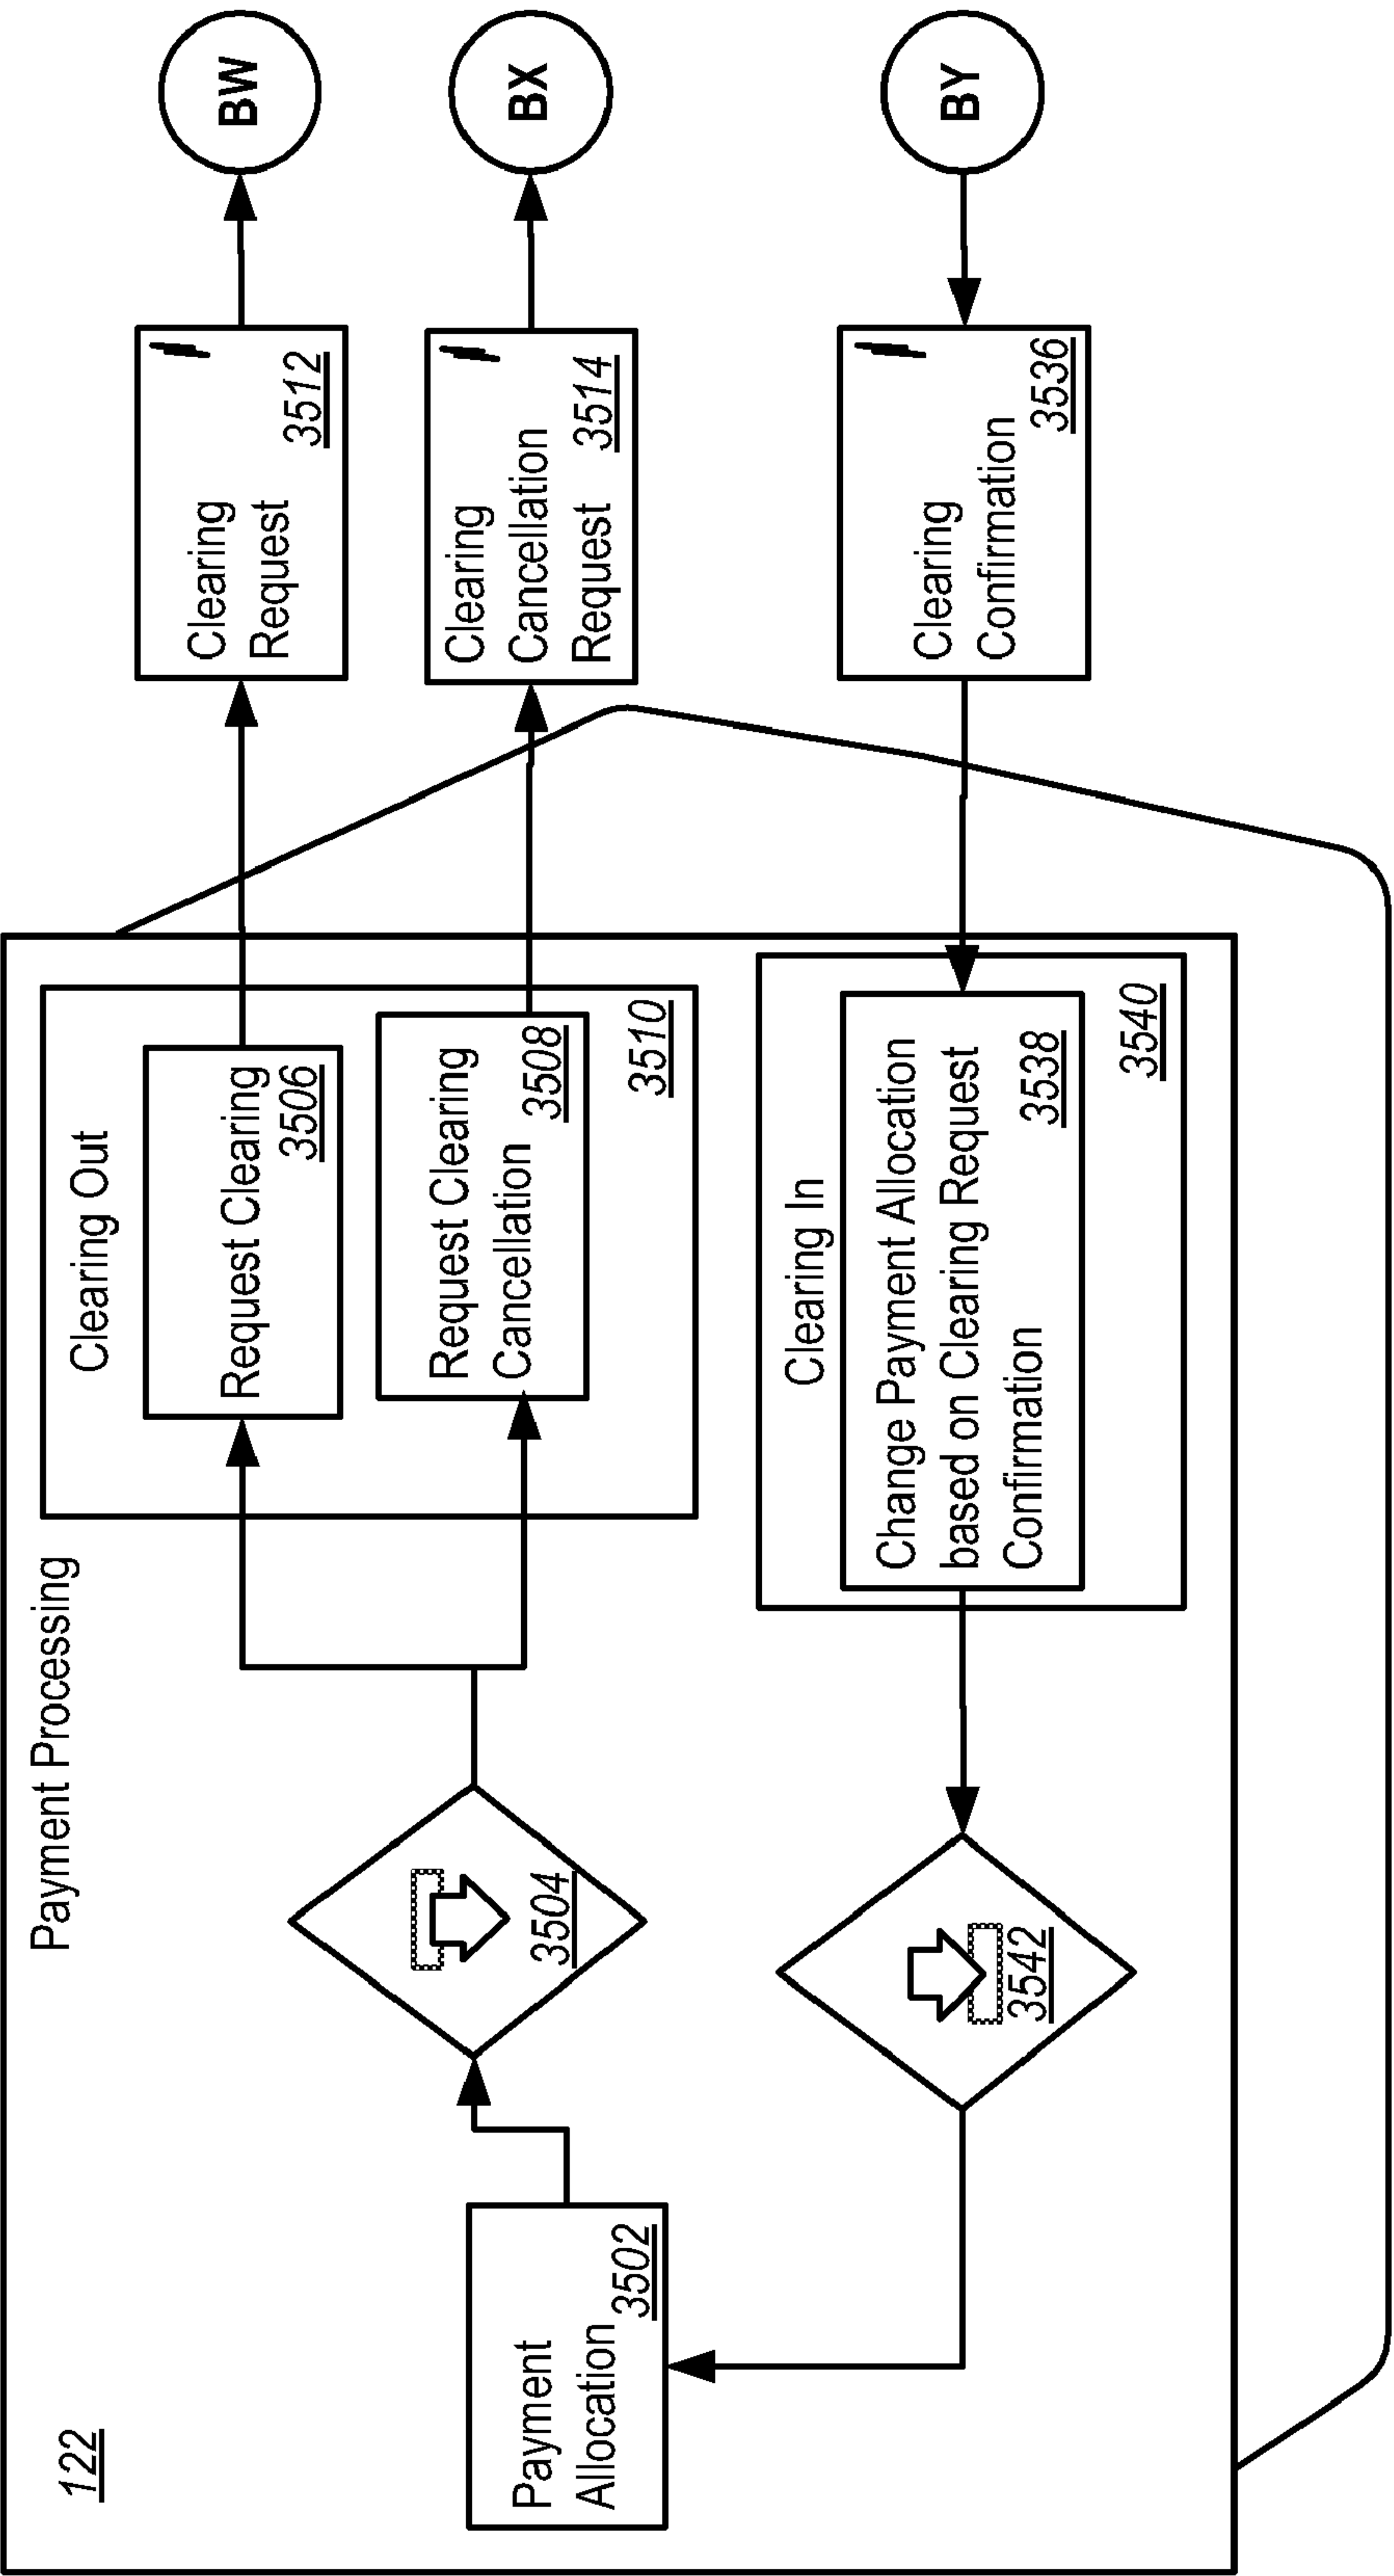 122
Payment Processing
Payment
Allocation
3502
3504
Clearing Out
Request Clearing
3506
Request Clearing
Cancellation
3508
3510
Clearing
Request
3512
BW
Clearing
Cancellation
Request
3514
BX
3542
Clearing In
Change Payment Allocation
based on Clearing Request
Confirmation
3538
3540
Clearing
Confirmation
3536
BY